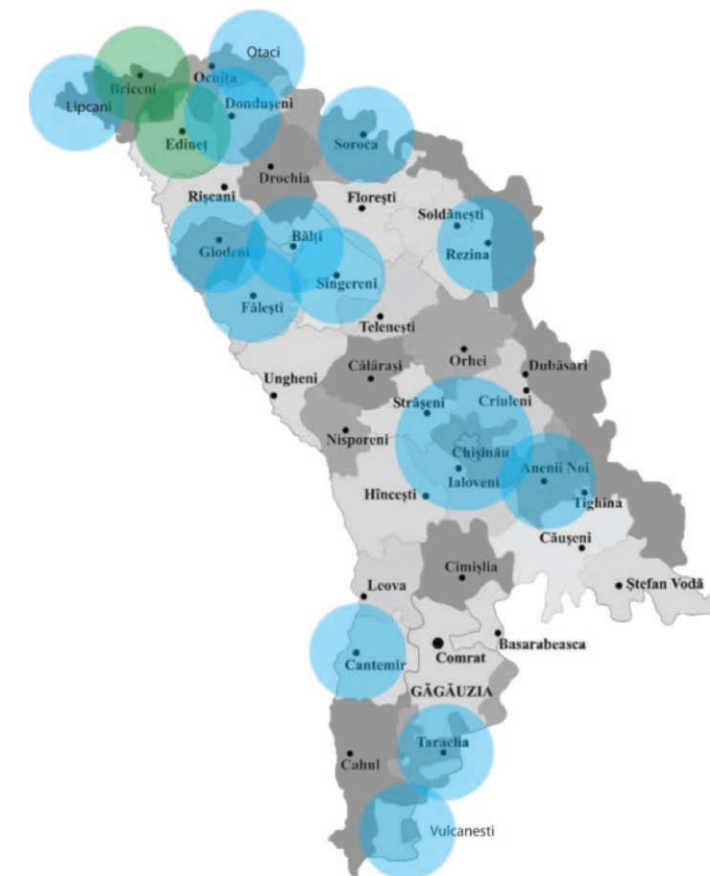 Otaci
Ocnița
Briceni
Lipcani
Dondușeni
Edineț
Soroca
Drochia
Rișcani
Florești
Soldănești
Bălți
Glodeni
Rezina
Sîngerei
Fălești
Telenești
Orhei
Călărași
Dubăsari
Ungheni
Criuleni
Strășeni
Nisporeni
Chișinău
Anenii Noi
Ialoveni
Hîncești
Tighina
Căușeni
Cimișlia
Ștefan Vodă
Leova
Basarabeasca
Comrat
Cantemir
GĂGĂUZIA
Taraclia
Cahul
Vulcanesti